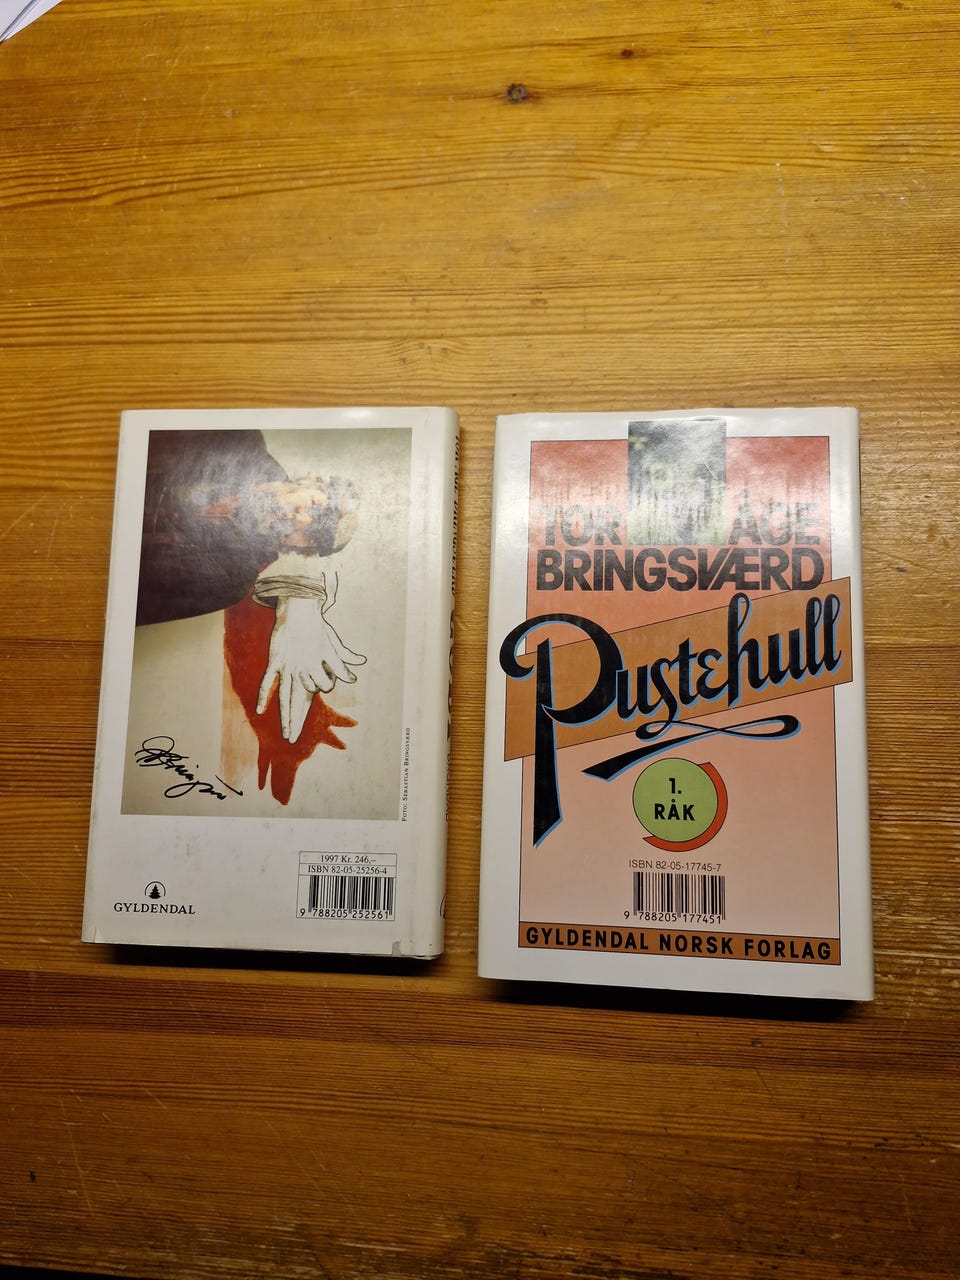 FOTO: SEBASTIAN BRINGSVÆRD
1997 Kr. 246,–
ISBN 82-05-25256-4
9 788205 252561
GYLDENDAL
TOR ÅGE
BRINGSVÆRD
Pustehull
1.
RÅK
ISBN 82-05-17745-7
9 788205 177451
GYLDENDAL NORSK FORLAG